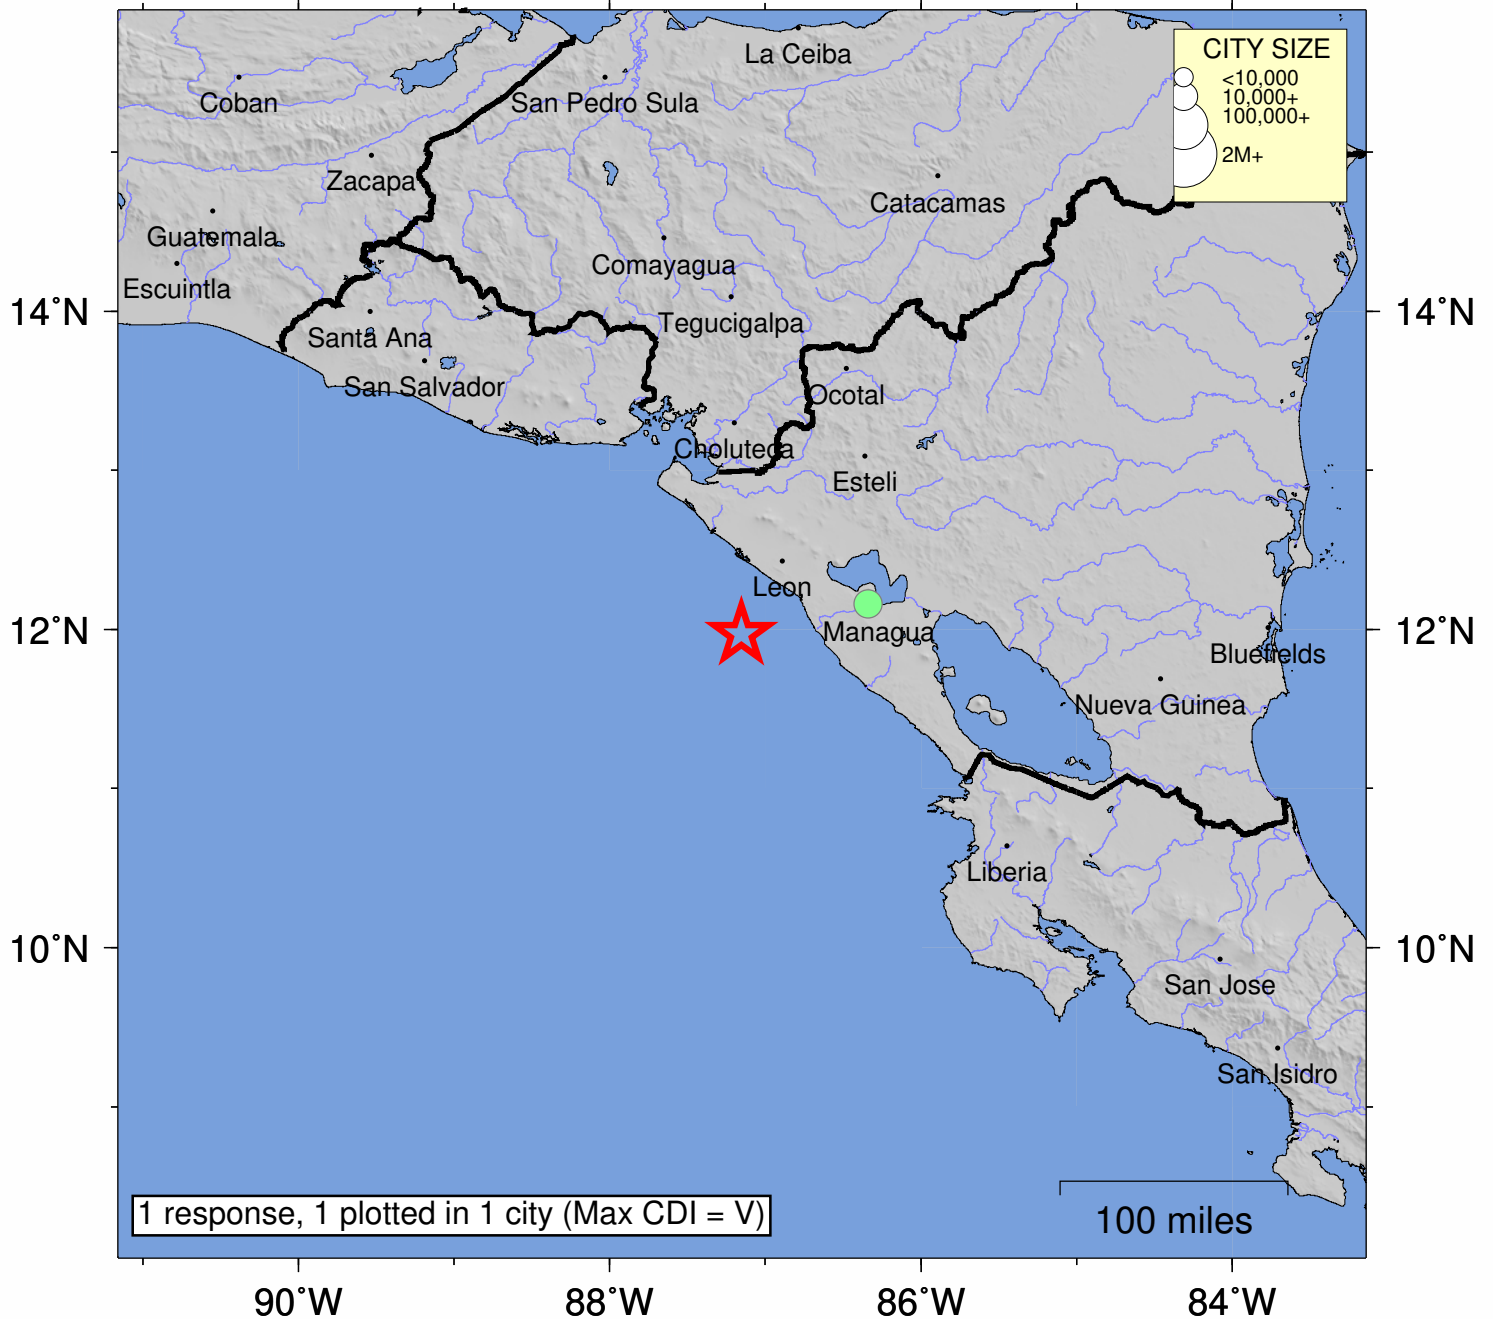 La Ceiba
CITY SIZE
<10,000
10,000+
100,000+
2M+
Coban
San Pedro Sula
Zacapa
Catacamas
Guatemala
Comayagua
Escuintla
14˚N
14˚N
Tegucigalpa
Santa Ana
San Salvador
Ocotal
Choluteca
Esteli
Leon
12˚N
Managua
12˚N
Bluefields
Nueva Guinea
Liberia
10˚N
10˚N
San Jose
San Isidro
1 response, 1 plotted in 1 city (Max CDI = V)
100 miles
90˚W
88˚W
86˚W
84˚W